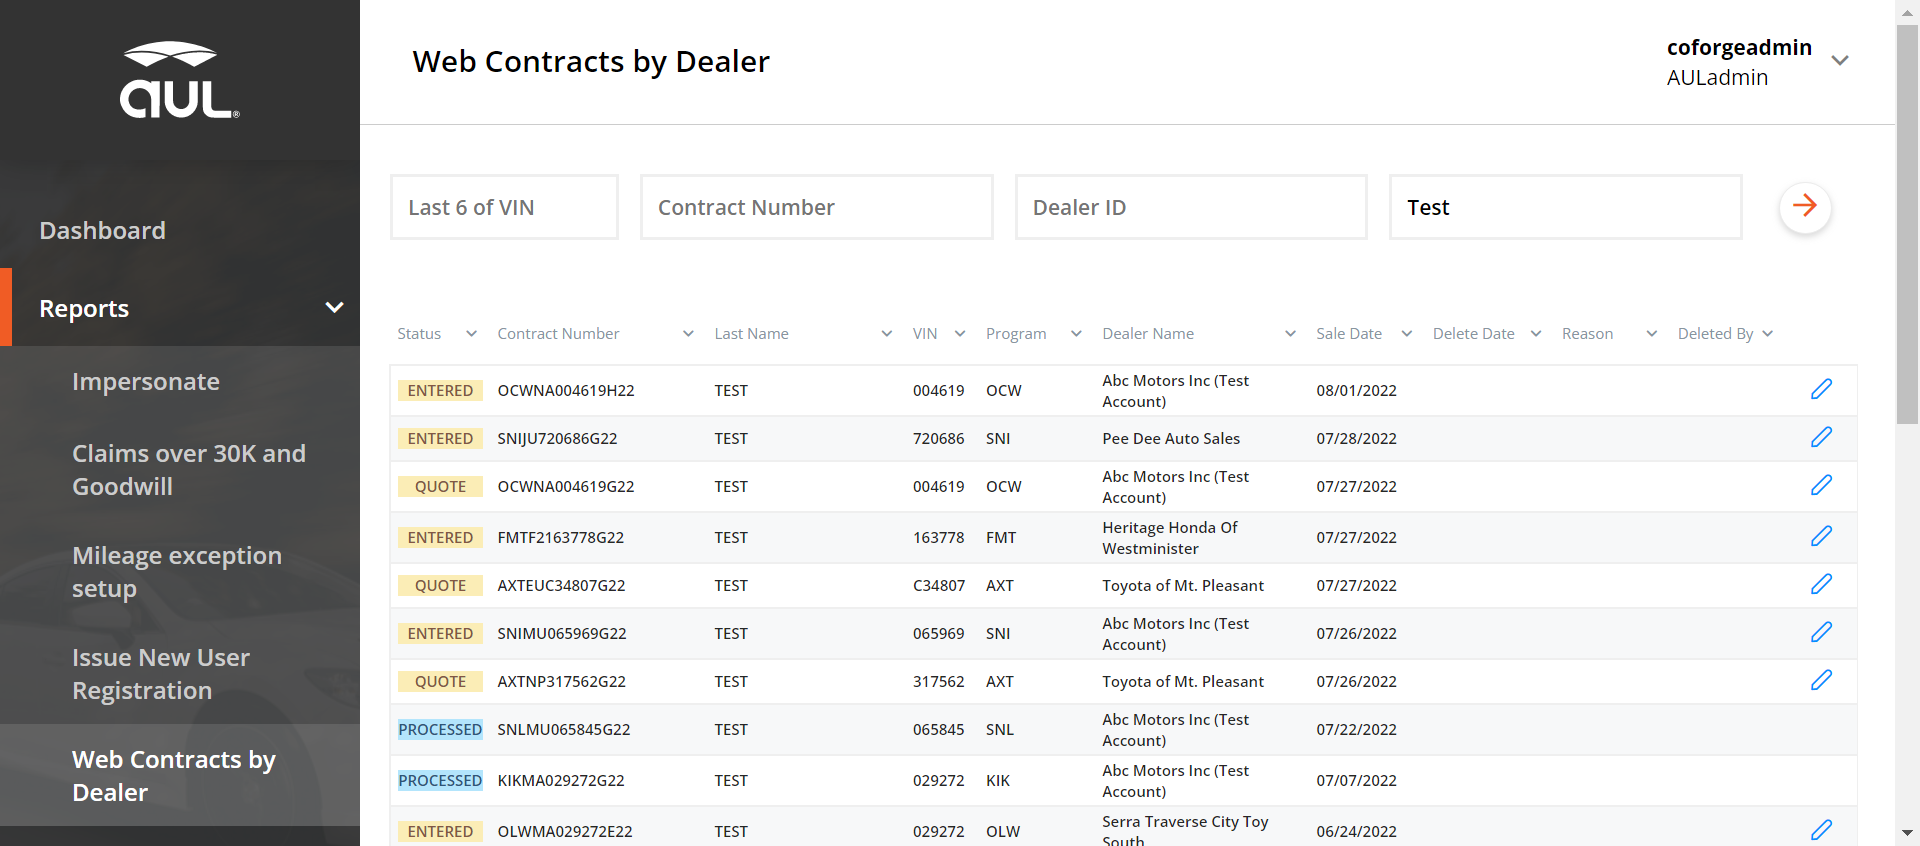 aUL®
Dashboard
Reports
Impersonate
Claims over 30K and
Goodwill
Mileage exception
setup
Issue New User
Registration
Web Contracts by
Dealer
Web Contracts by Dealer
coforgeadmin
AULadmin
Last 6 of VIN Contract Number Dealer ID Test
Status Contract Number Last Name VIN Program Dealer Name Sale Date Delete Date Reason Deleted By
ENTERED OCWNA004619H22 TEST 004619 OCW Abc Motors Inc (Test 08/01/2022
Account)
ENTERED SNIJU720686G22 TEST 720686 SNI Pee Dee Auto Sales 07/28/2022
QUOTE OCWNA004619G22 TEST 004619 OCW Abc Motors Inc (Test 07/27/2022
Account)
ENTERED FMTF2163778G22 TEST 163778 FMT Heritage Honda Of 07/27/2022
Westminister
QUOTE AXTEUC34807G22 TEST C34807 AXT Toyota of Mt. Pleasant 07/27/2022
ENTERED SNIMU065969G22 TEST 065969 SNI Abc Motors Inc (Test 07/26/2022
Account)
QUOTE AXTNP317562G22 TEST 317562 AXT Toyota of Mt. Pleasant 07/26/2022
PROCESSED SNLMU065845G22 TEST 065845 SNL Abc Motors Inc (Test 07/22/2022
Account)
PROCESSED KIKMA029272G22 TEST 029272 KIK Abc Motors Inc (Test 07/07/2022
Account)
ENTERED OLWMA029272E22 TEST 029272 OLW Serra Traverse City Toy 06/24/2022
South